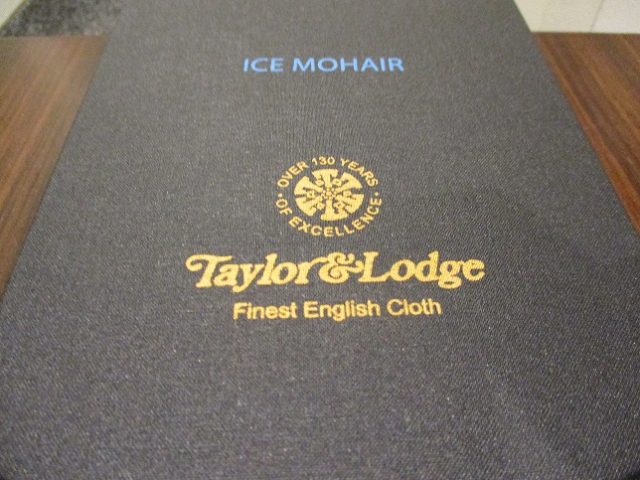 ICE MOHAIR
• OVER 130 YEARS •
OF EXCELLENCE
Taylor&Lodge
Finest English Cloth